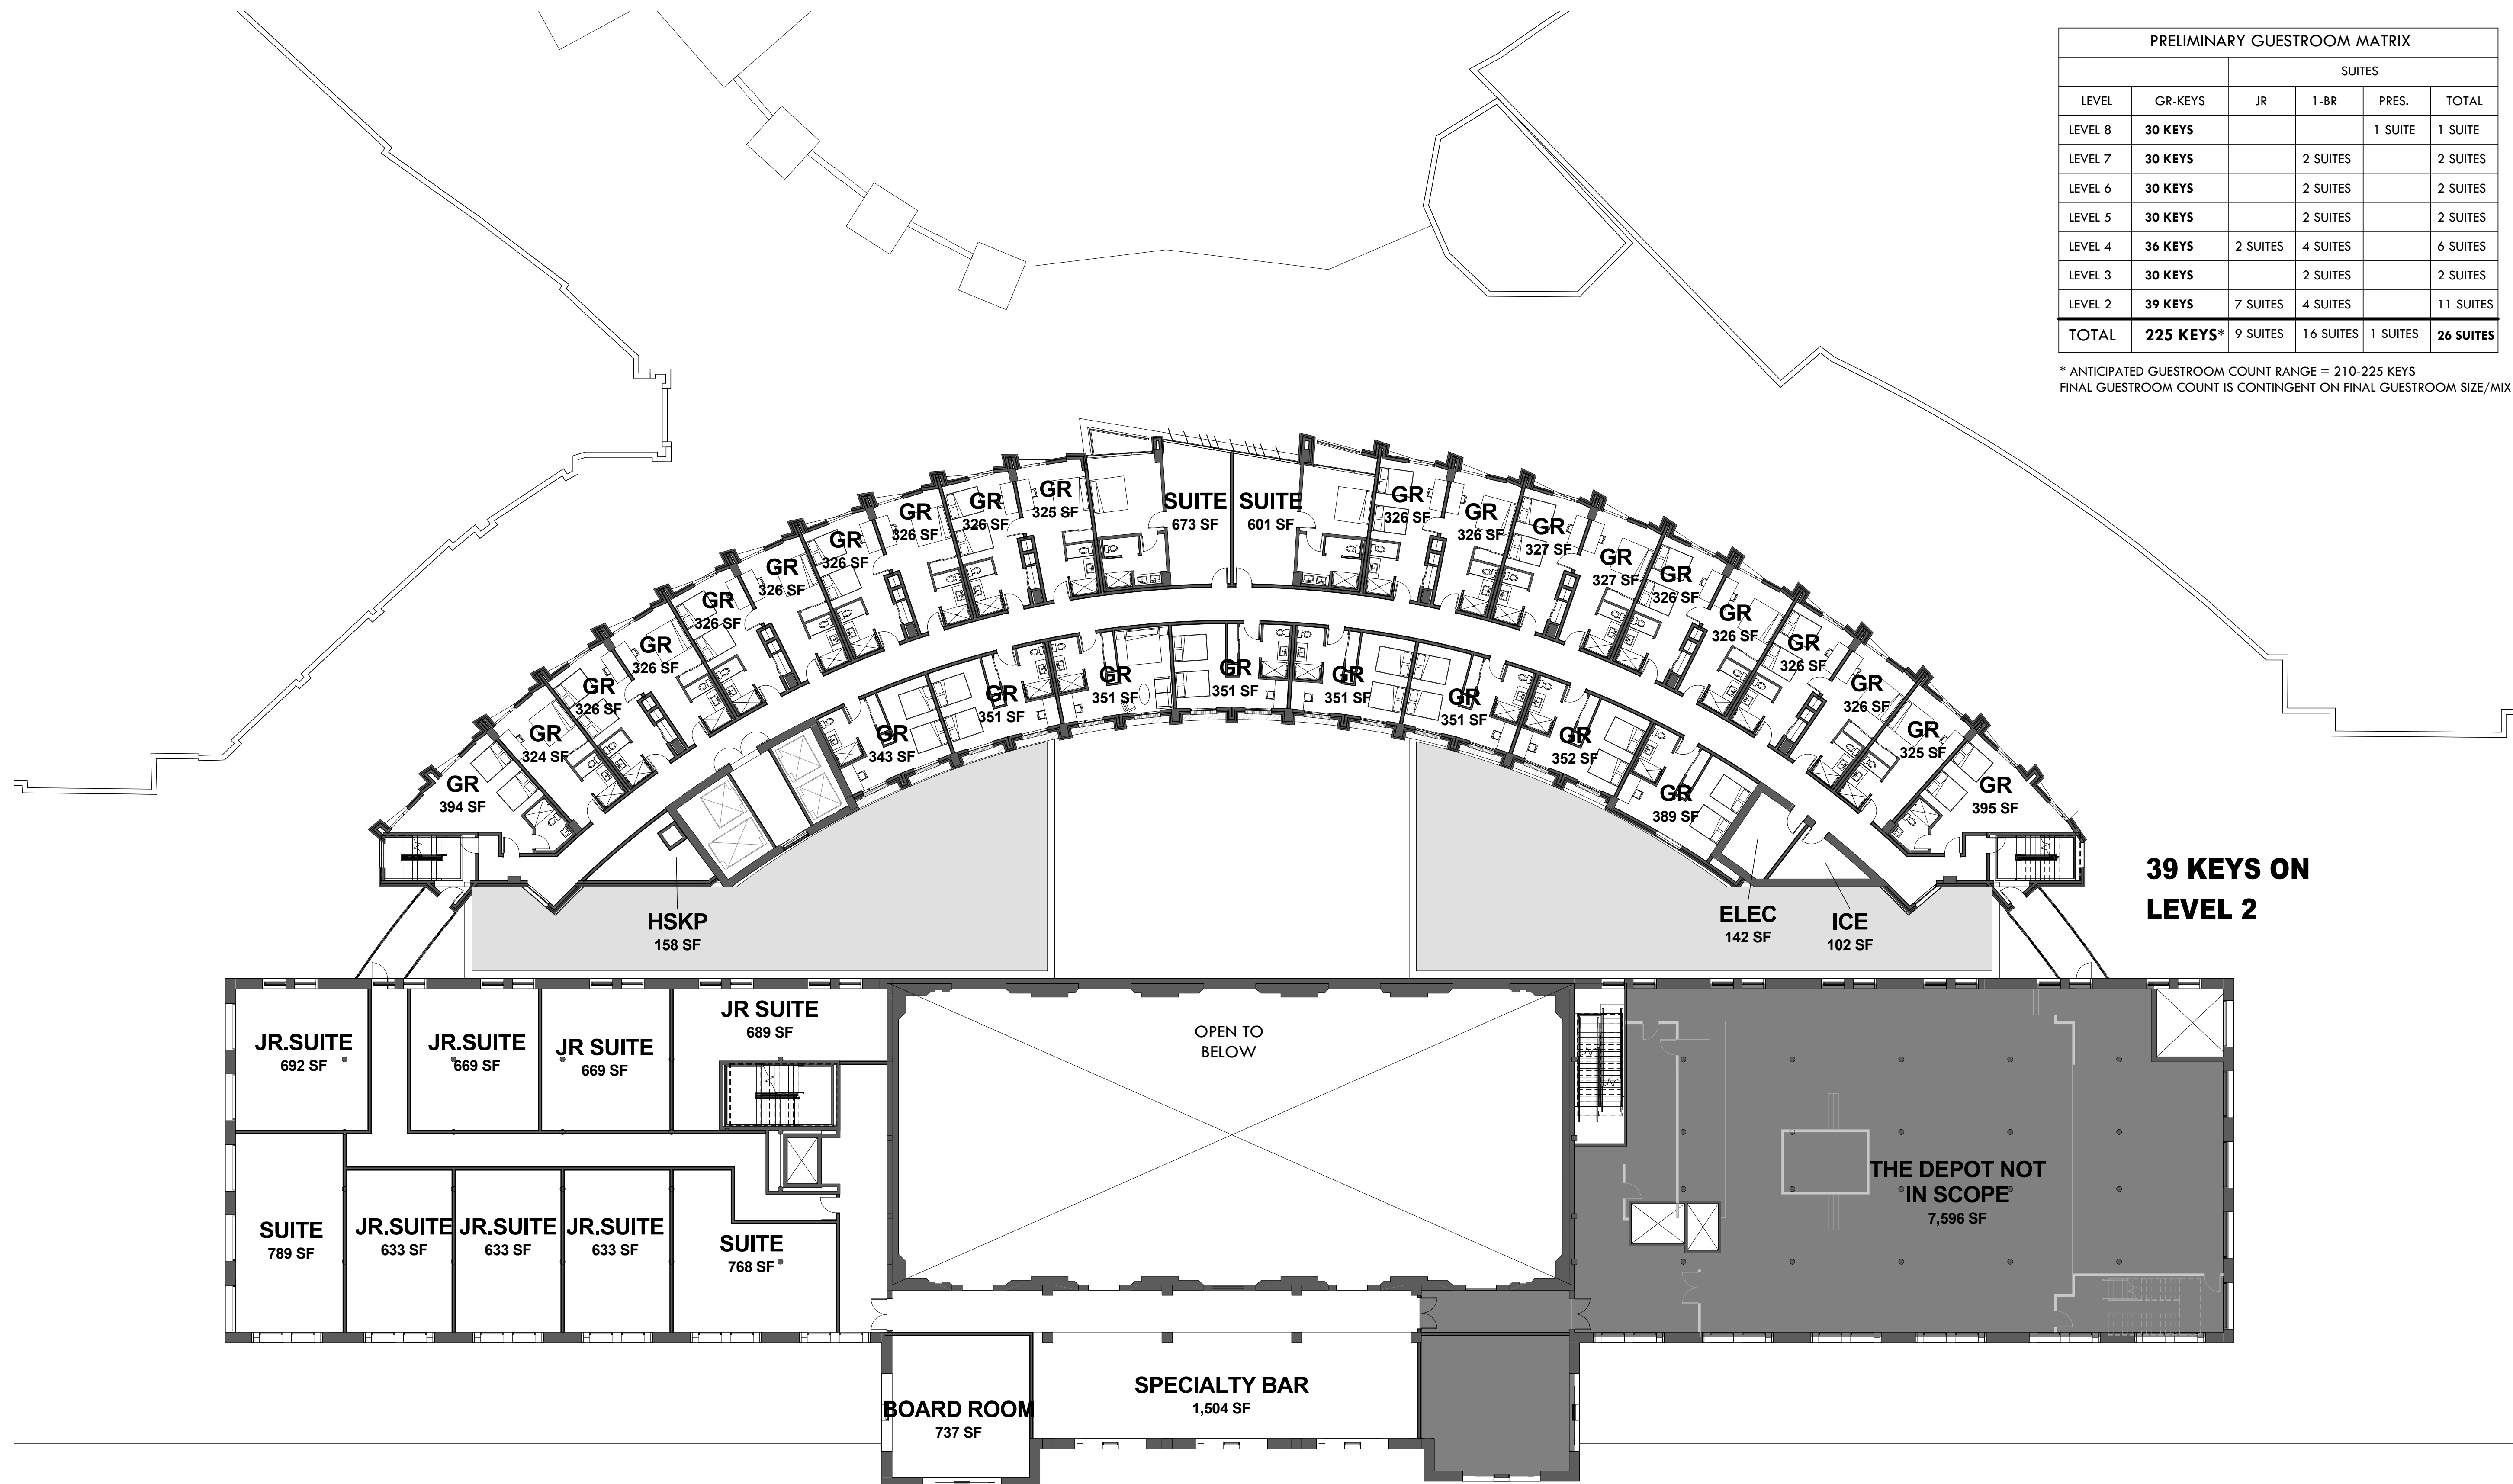 PRELIMINARY GUESTROOM MATRIX
SUITES
LEVEL GR-KEYS JR 1-BR PRES. TOTAL
LEVEL 8 30 KEYS 1 SUITE 1 SUITE
LEVEL 7 30 KEYS 2 SUITES 2 SUITES
LEVEL 6 30 KEYS 2 SUITES 2 SUITES
LEVEL 5 30 KEYS 2 SUITES 2 SUITES
LEVEL 4 36 KEYS 2 SUITES 4 SUITES 6 SUITES
LEVEL 3 30 KEYS 2 SUITES 2 SUITES
LEVEL 2 39 KEYS 7 SUITES 4 SUITES 11 SUITES
TOTAL 225 KEYS* 9 SUITES 16 SUITES 1 SUITES 26 SUITES
* ANTICIPATED GUESTROOM COUNT RANGE = 210-225 KEYS
FINAL GUESTROOM COUNT IS CONTINGENT ON FINAL GUESTROOM SIZE/MIX
GR
394 SF
GR
324 SF
GR
326 SF
GR
326 SF
GR
326 SF
GR
326 SF
GR
326 SF
GR
326 SF
GR
326 SF
GR
325 SF
SUITE
673 SF
SUITE
601 SF
GR
326 SF
GR
326 SF
GR
327 SF
GR
327 SF
GR
326 SF
GR
326 SF
GR
326 SF
GR
326 SF
GR
325 SF
GR
395 SF
GR
343 SF
GR
351 SF
GR
351 SF
GR
351 SF
GR
351 SF
GR
351 SF
GR
352 SF
GR
389 SF
39 KEYS ON
LEVEL 2
HSKP
158 SF
ELEC
142 SF
ICE
102 SF
JR.SUITE
692 SF
JR.SUITE
669 SF
JR SUITE
669 SF
JR SUITE
689 SF
OPEN TO
BELOW
THE DEPOT NOT
IN SCOPE
7,596 SF
SUITE
789 SF
JR.SUITE
633 SF
JR.SUITE
633 SF
JR.SUITE
633 SF
SUITE
768 SF
BOARD ROOM
737 SF
SPECIALTY BAR
1,504 SF